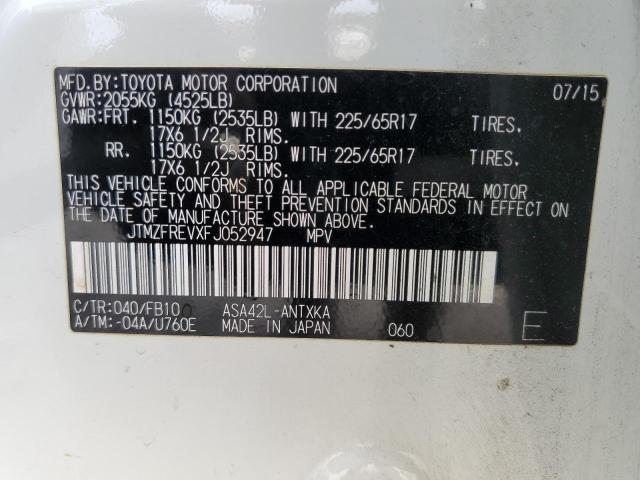 MFD.BY:TOYOTA MOTOR CORPORATION 07/15
GVWR:2055KG (4525LB)
GAWR:FRT. 1150KG (2535LB) WITH 225/65R17 TIRES.
17X6 1/2J RIMS.
RR. 1150KG (2535LB) WITH 225/65R17 TIRES.
17X6 1/2J RIMS.
THIS VEHICLE CONFORMS TO ALL APPLICABLE FEDERAL MOTOR
VEHICLE SAFETY AND THEFT PREVENTION STANDARDS IN EFFECT ON
THE DATE OF MANUFACTURE SHOWN ABOVE.
JTMZFREVXFJ052947 MPV
C/TR:040/FB10 ASA42L-ANTXKA
A/TM:-04A/U760E MADE IN JAPAN 060 E